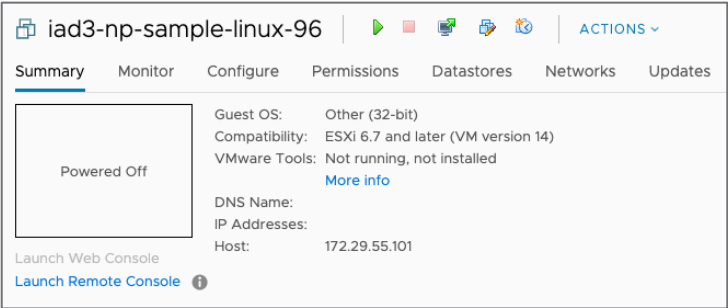 iad3-np-sample-linux-96 ACTIONS
Summary Monitor Configure Permissions Datastores Networks Updates
Powered Off
Guest OS: Other (32-bit)
Compatibility: ESXi 6.7 and later (VM version 14)
VMware Tools: Not running, not installed
More info
DNS Name:
IP Addresses:
Host: 172.29.55.101
Launch Web Console
Launch Remote Console